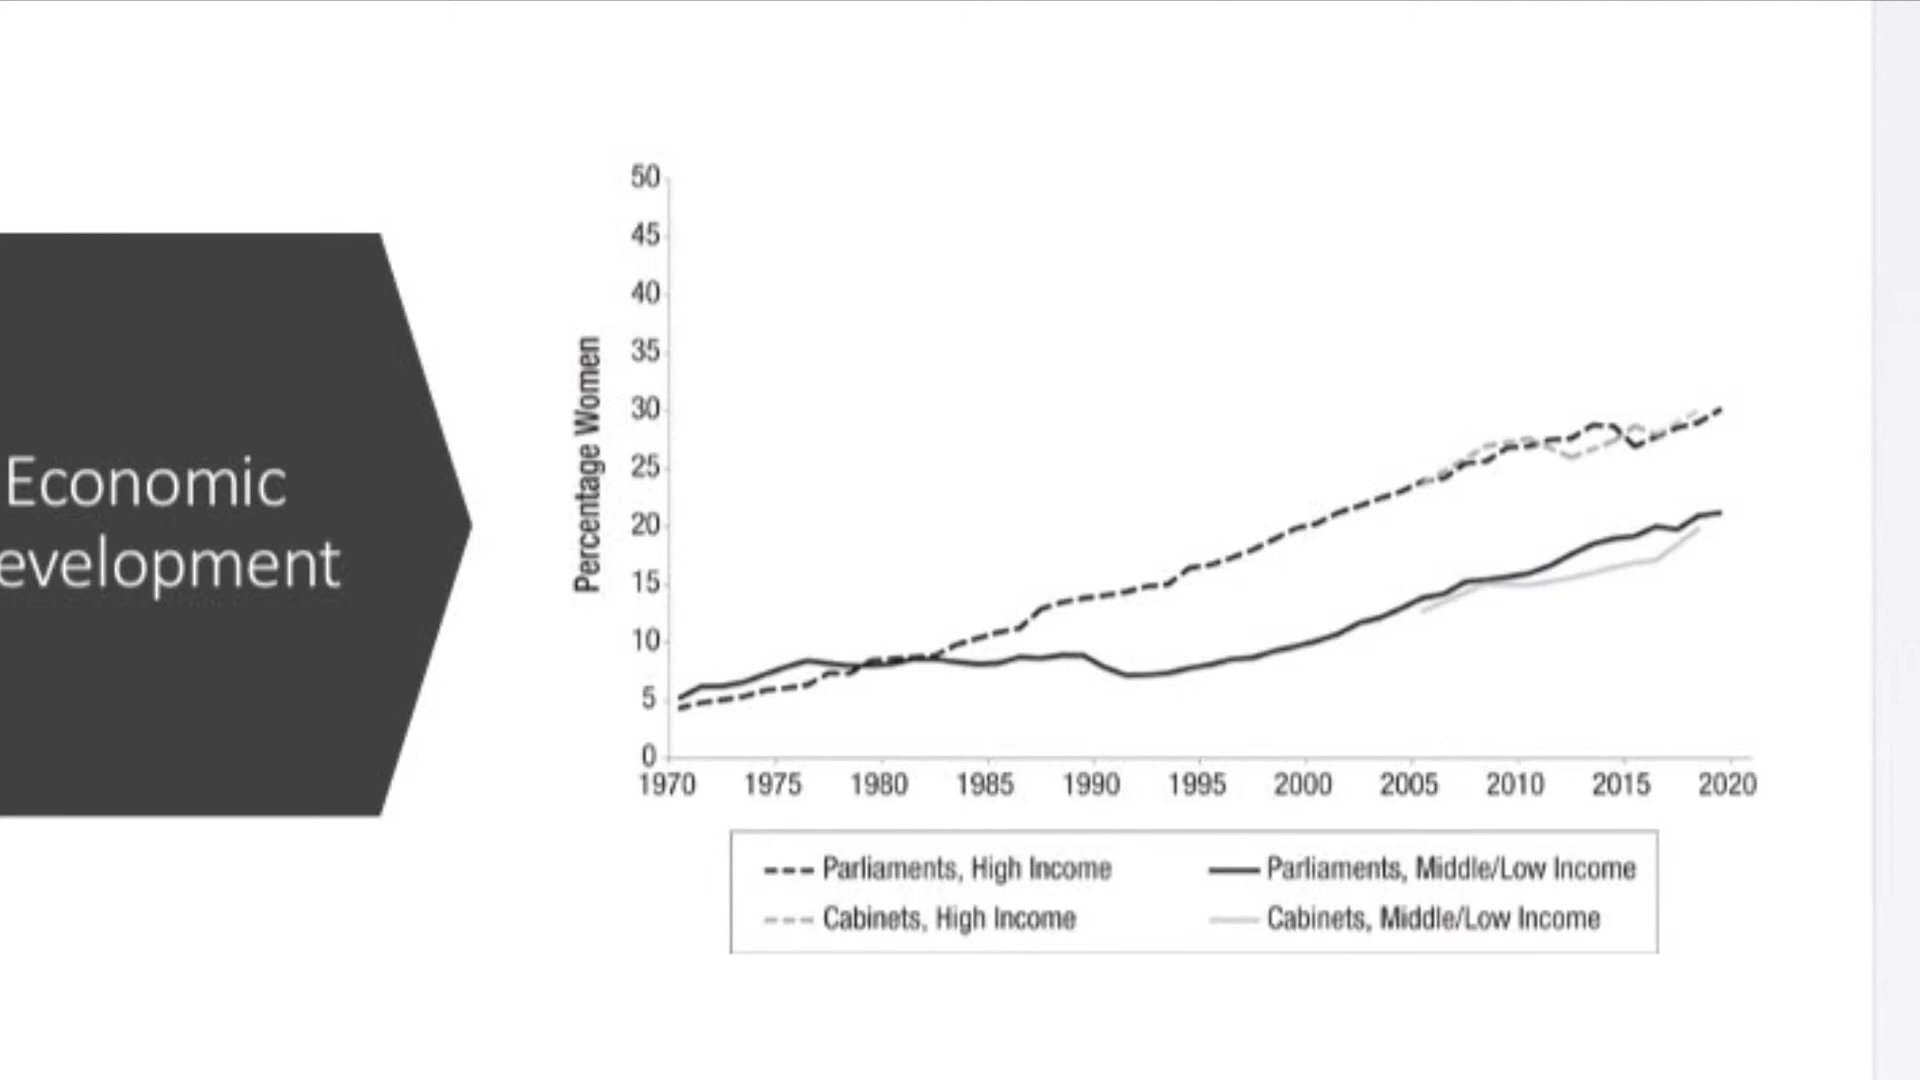 Economic
evelopment
Percentage Women
50
45
40
35
30
25
20
15
10
5
0
1970 1975 1980 1985 1990 1995 2000 2005 2010 2015 2020
Parliaments, High Income Parliaments, Middle/Low Income
Cabinets, High Income Cabinets, Middle/Low Income